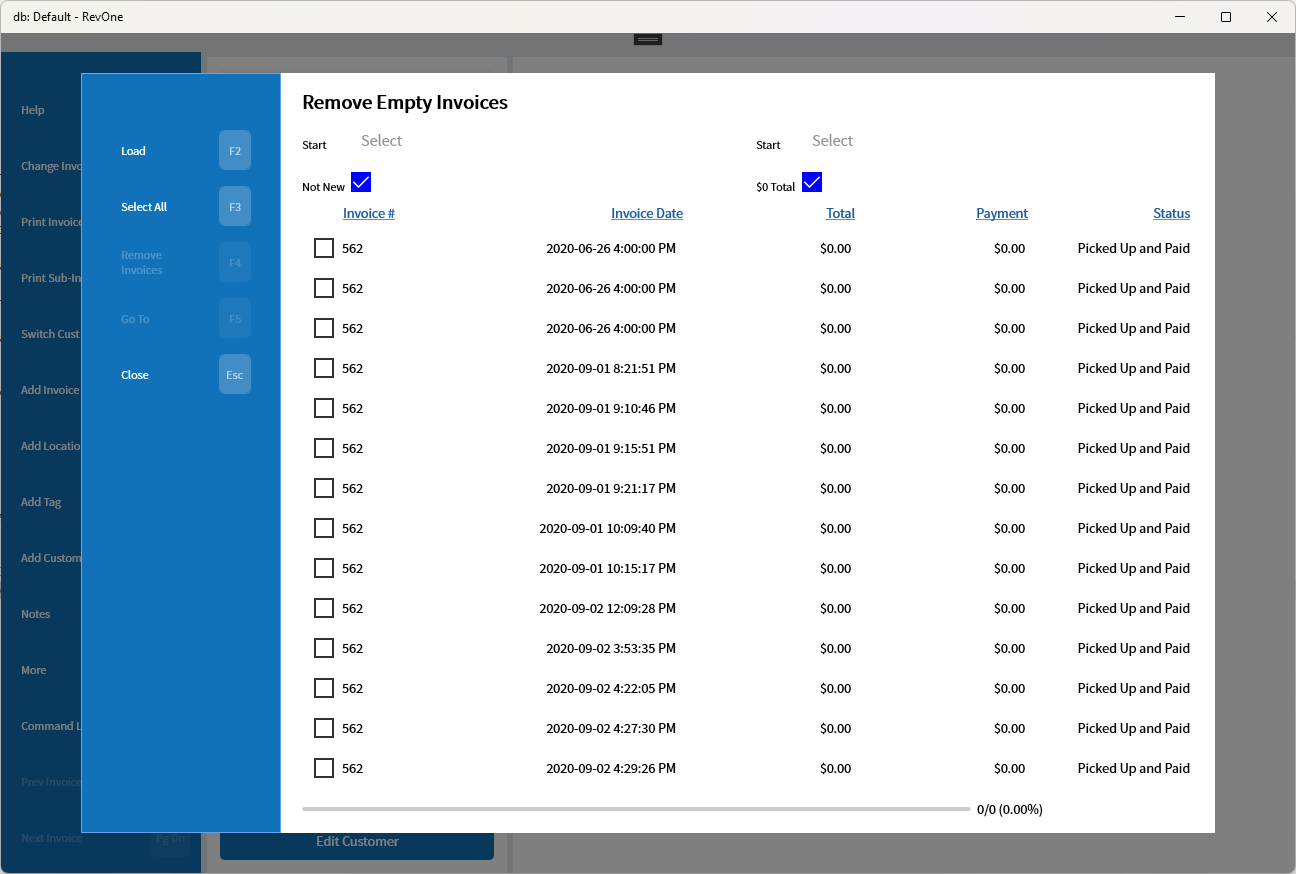 db: Default - RevOne
Help
Change Invo
Print Invoice
Print Sub-In
Switch Cust
Add Invoice
Add Locatio
Add Tag
Add Custom
Notes
More
Command L
Prev Invoice
Next Invoice Pg Dn
Load F2
Select All F3
Remove
Invoices F4
Go To F5
Close Esc
Remove Empty Invoices
Start Select Start Select
Not New $0 Total
Invoice # Invoice Date Total Payment Status
562 2020-06-26 4:00:00 PM $0.00 $0.00 Picked Up and Paid
562 2020-06-26 4:00:00 PM $0.00 $0.00 Picked Up and Paid
562 2020-06-26 4:00:00 PM $0.00 $0.00 Picked Up and Paid
562 2020-09-01 8:21:51 PM $0.00 $0.00 Picked Up and Paid
562 2020-09-01 9:10:46 PM $0.00 $0.00 Picked Up and Paid
562 2020-09-01 9:15:51 PM $0.00 $0.00 Picked Up and Paid
562 2020-09-01 9:21:17 PM $0.00 $0.00 Picked Up and Paid
562 2020-09-01 10:09:40 PM $0.00 $0.00 Picked Up and Paid
562 2020-09-01 10:15:17 PM $0.00 $0.00 Picked Up and Paid
562 2020-09-02 12:09:28 PM $0.00 $0.00 Picked Up and Paid
562 2020-09-02 3:53:35 PM $0.00 $0.00 Picked Up and Paid
562 2020-09-02 4:22:05 PM $0.00 $0.00 Picked Up and Paid
562 2020-09-02 4:27:30 PM $0.00 $0.00 Picked Up and Paid
562 2020-09-02 4:29:26 PM $0.00 $0.00 Picked Up and Paid
0/0 (0.00%)
Edit Customer